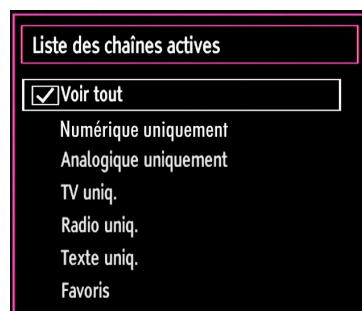 Liste des chaînes actives
Voir tout
Numérique uniquement
Analogique uniquement
TV uniq.
Radio uniq.
Texte uniq.
Favoris